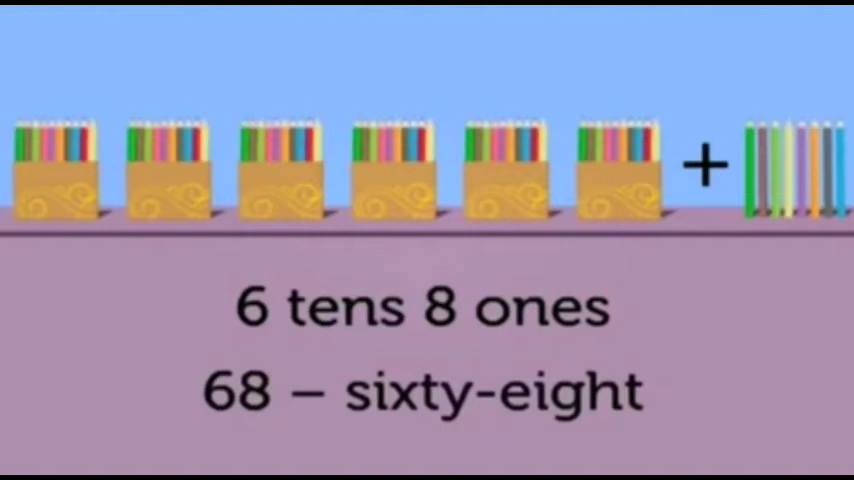 +
6 tens 8 ones
68 – sixty-eight